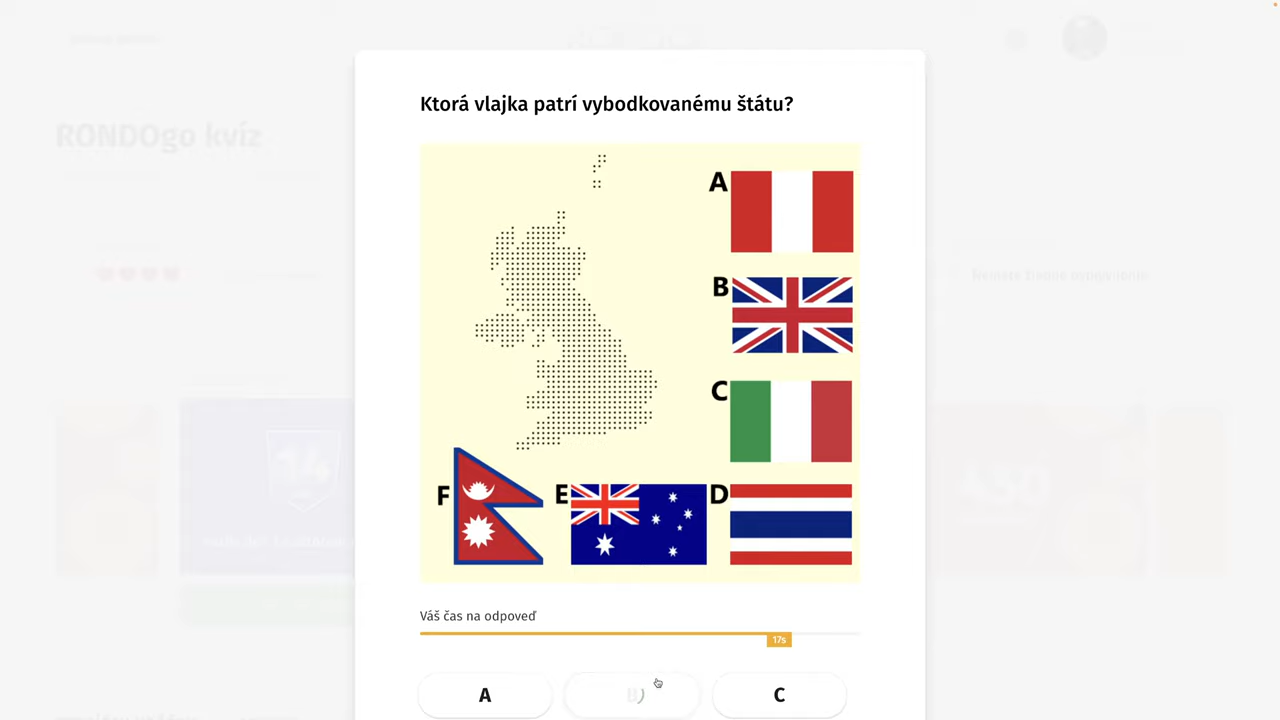 RONDOgo kvíz
Ktorá vlajka patrí vybodkovanému štátu?
A
B
C
F
E
D
Váš čas na odpoveď
17s
A
B
C